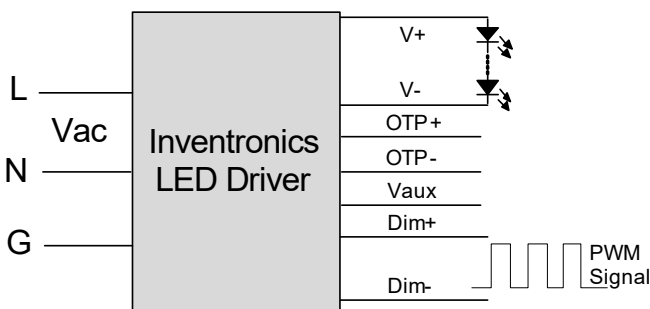 L
Vac
N
G
Inventronics
LED Driver
V+
V-
OTP+
OTP-
Vaux
Dim+
Dim-
PWM
Signal